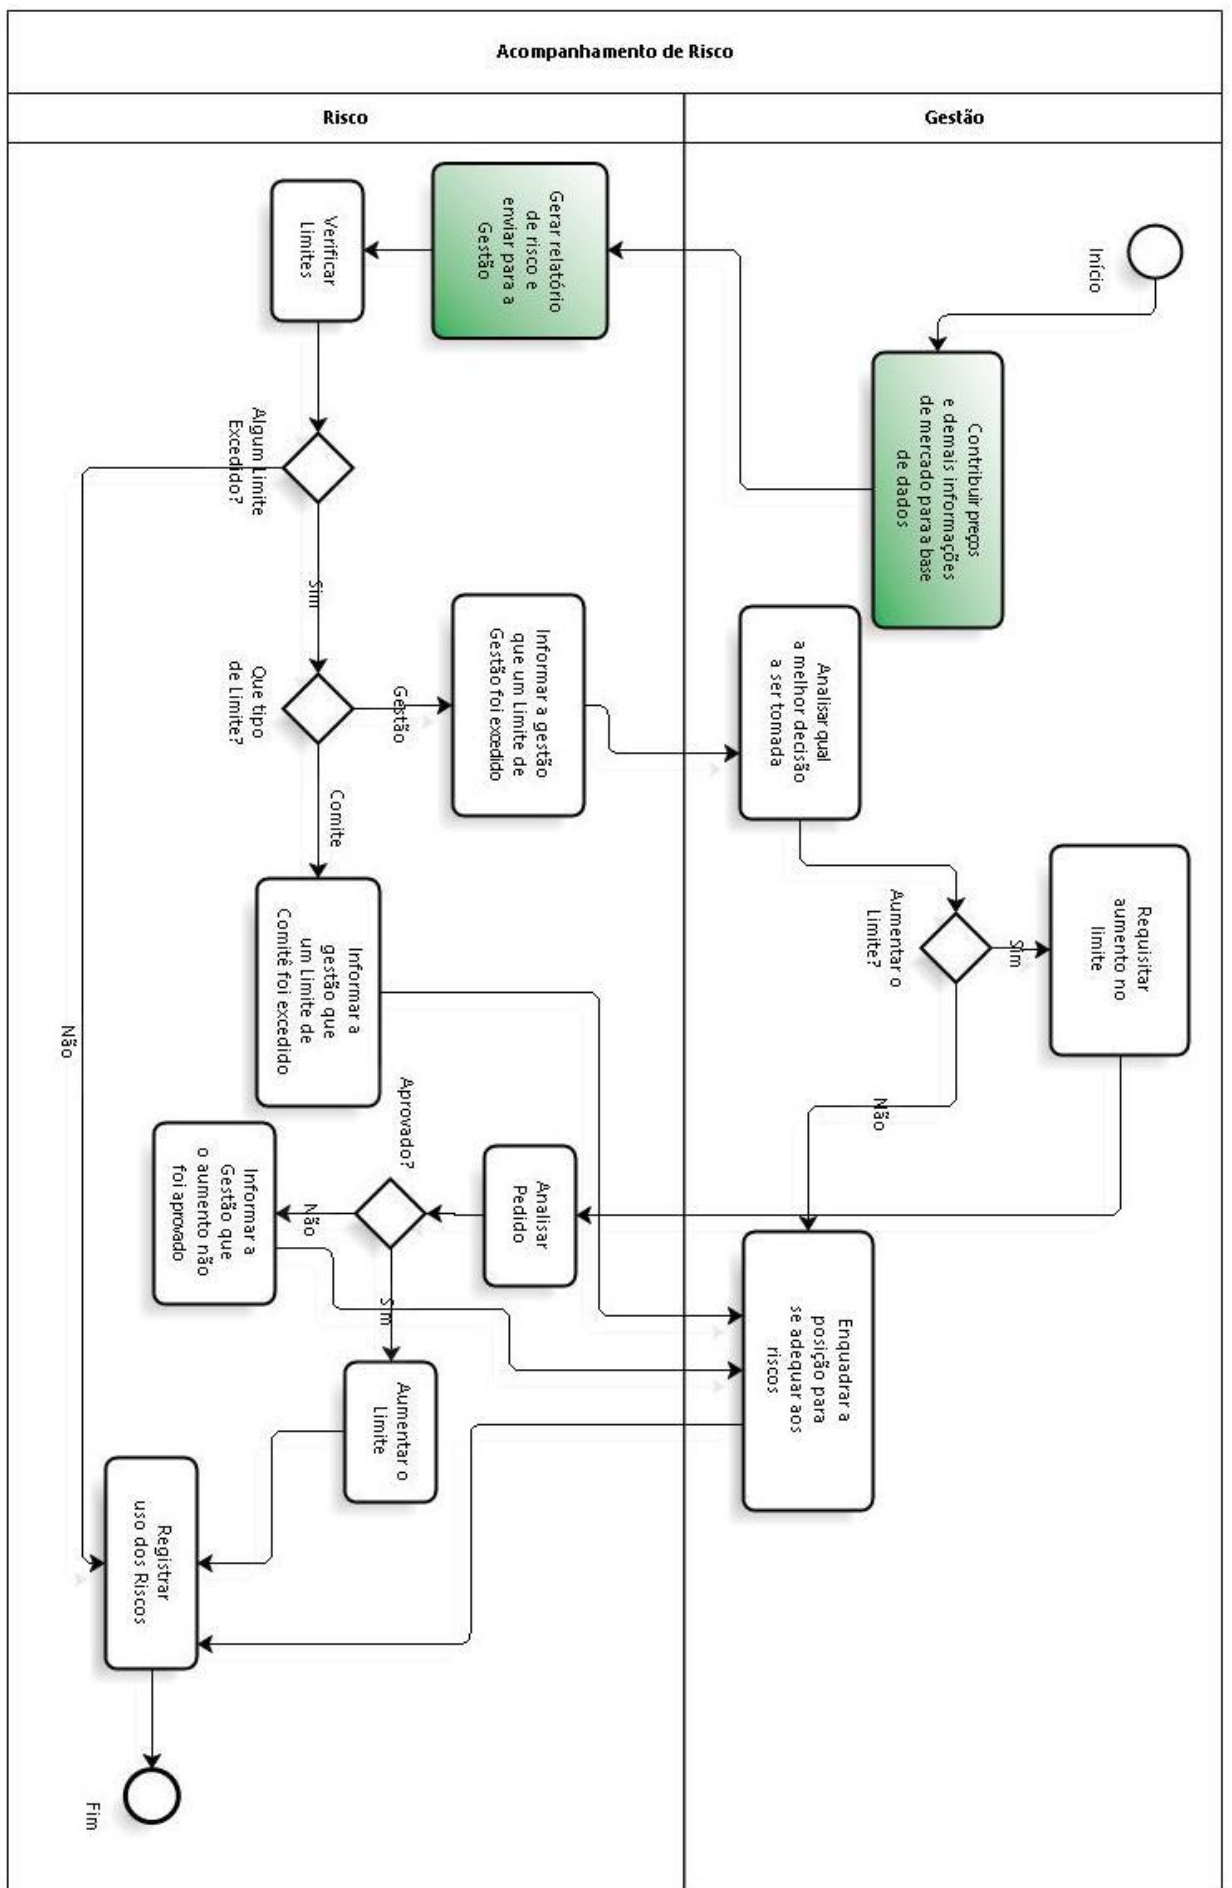 Acompanhamento de Risco
Risco
Gestão
Início
Contribuir preços
e demais informações
de mercado para a base
de dados
Gerar relatório
de risco e
enviar para a
Gestão
Verificar
Limites
Algum Limite
Excedido?
Sim
Não
Que tipo
de Limite?
Gestão
Comite
Informar a gestão
que um Limite de
Gestão foi excedido
Analisar qual
a melhor decisão
a ser tomada
Aumentar o
Limite?
Sim
Não
Requisitar
aumento no
limite
Informar a
gestão que
um Limite de
Comitê foi excedido
Analisar
Pedido
Aprovado?
Não
Sim
Informar a
Gestão que
o aumento não
foi aprovado
Aumentar o
Limite
Enquadrar a
posição para
se adequar aos
riscos
Registrar
uso dos Riscos
Fim